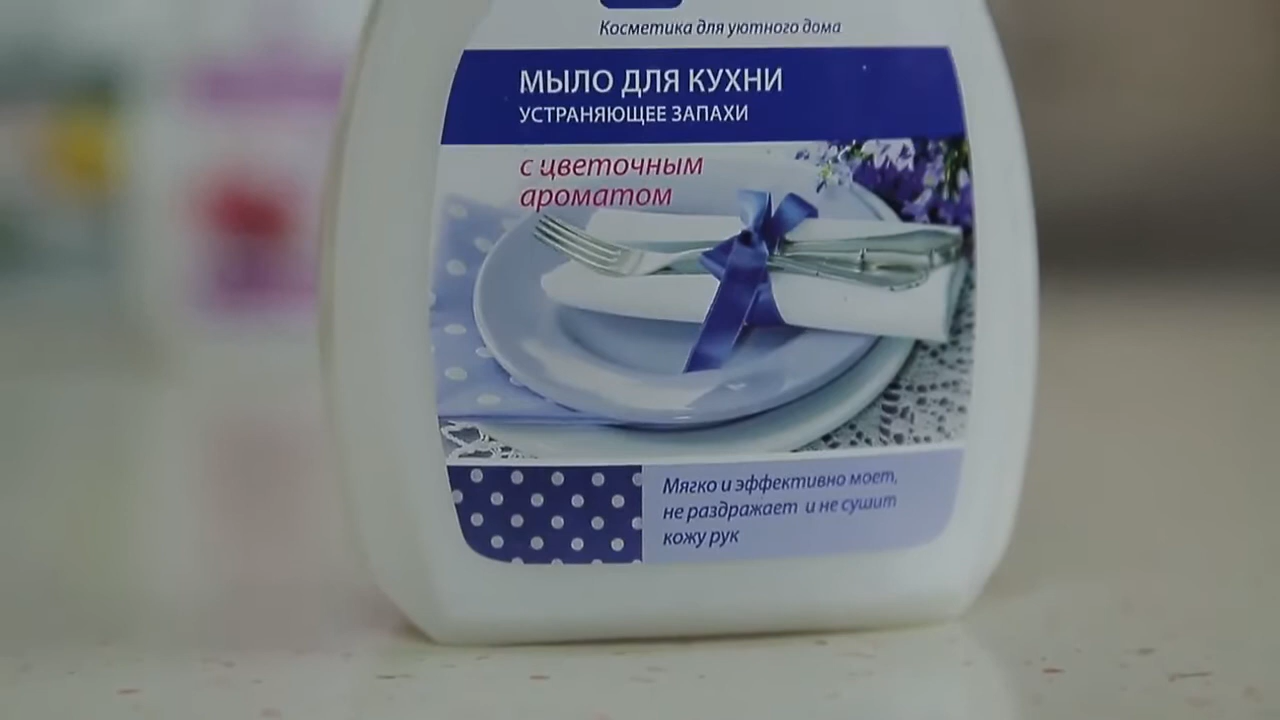 Косметика для уютного дома
МЫЛО ДЛЯ КУХНИ
УСТРАНЯЮЩЕЕ ЗАПАХИ
с цветочным
ароматом
Мягко и эффективно моет,
не раздражает и не сушит
кожу рук